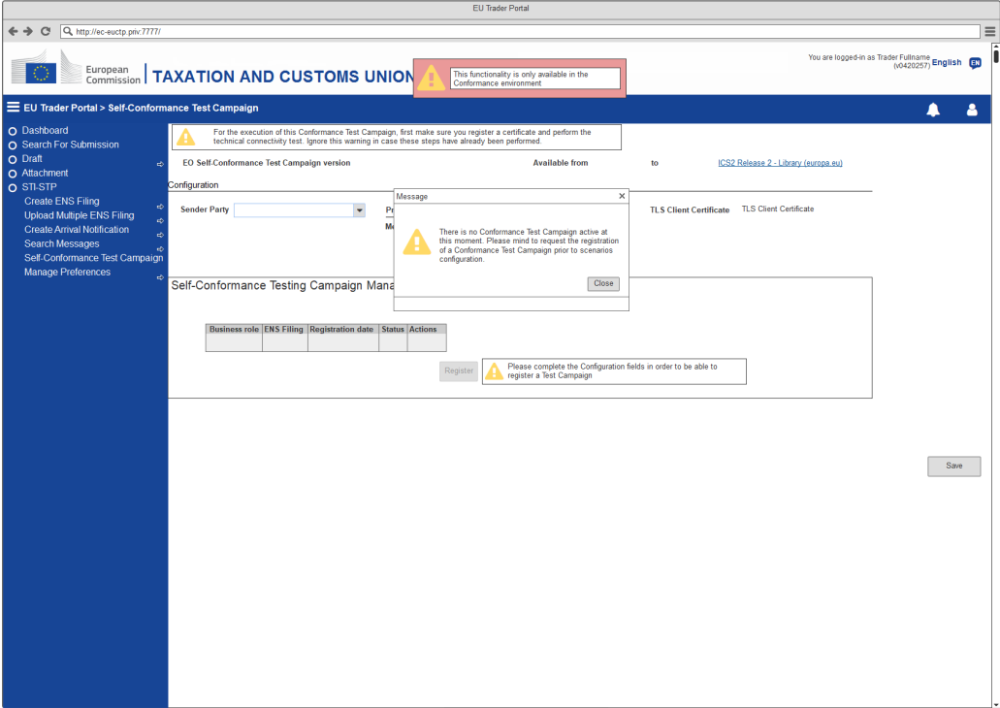 EU Trader Portal
http://ec-euctp.priv:7777/
European
Commission
TAXATION AND CUSTOMS UNION
This functionality is only available in the
Conformance environment
You are logged-in as Trader Fullname
(v0420257)
English
EN
EU Trader Portal > Self-Conformance Test Campaign
Dashboard
Search For Submission
Draft
Attachment
STI-STP
Create ENS Filing
Upload Multiple ENS Filing
Create Arrival Notification
Search Messages
Self-Conformance Test Campaign
Manage Preferences
For the execution of this Conformance Test Campaign, first make sure you register a certificate and perform the
technical connectivity test. Ignore this warning in case these steps have already been performed.
EO Self-Conformance Test Campaign version
Available from
to
ICS2 Release 2 - Library (europa.eu)
Configuration
Sender Party
TLS Client Certificate
TLS Client Certificate
Message
There is no Conformance Test Campaign active at
this moment. Please mind to request the registration
of a Conformance Test Campaign prior to scenarios
configuration.
Close
Self-Conformance Testing Campaign Mana
Business role ENS Filing Registration date Status Actions
Register
Please complete the Configuration fields in order to be able to
register a Test Campaign
Save